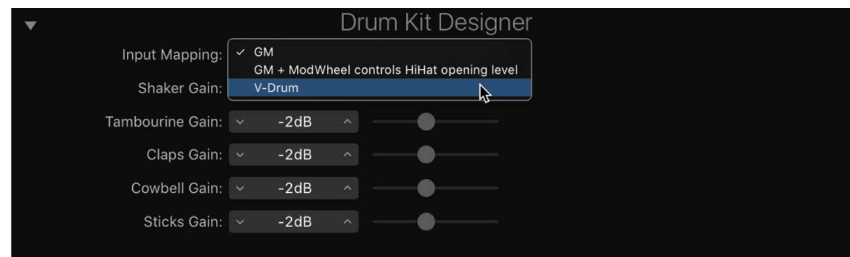 Drum Kit Designer
Input Mapping:
✓ GM
GM + ModWheel controls HiHat opening level
Shaker Gain:
V-Drum
Tambourine Gain: -2dB
Claps Gain: -2dB
Cowbell Gain: -2dB
Sticks Gain: -2dB